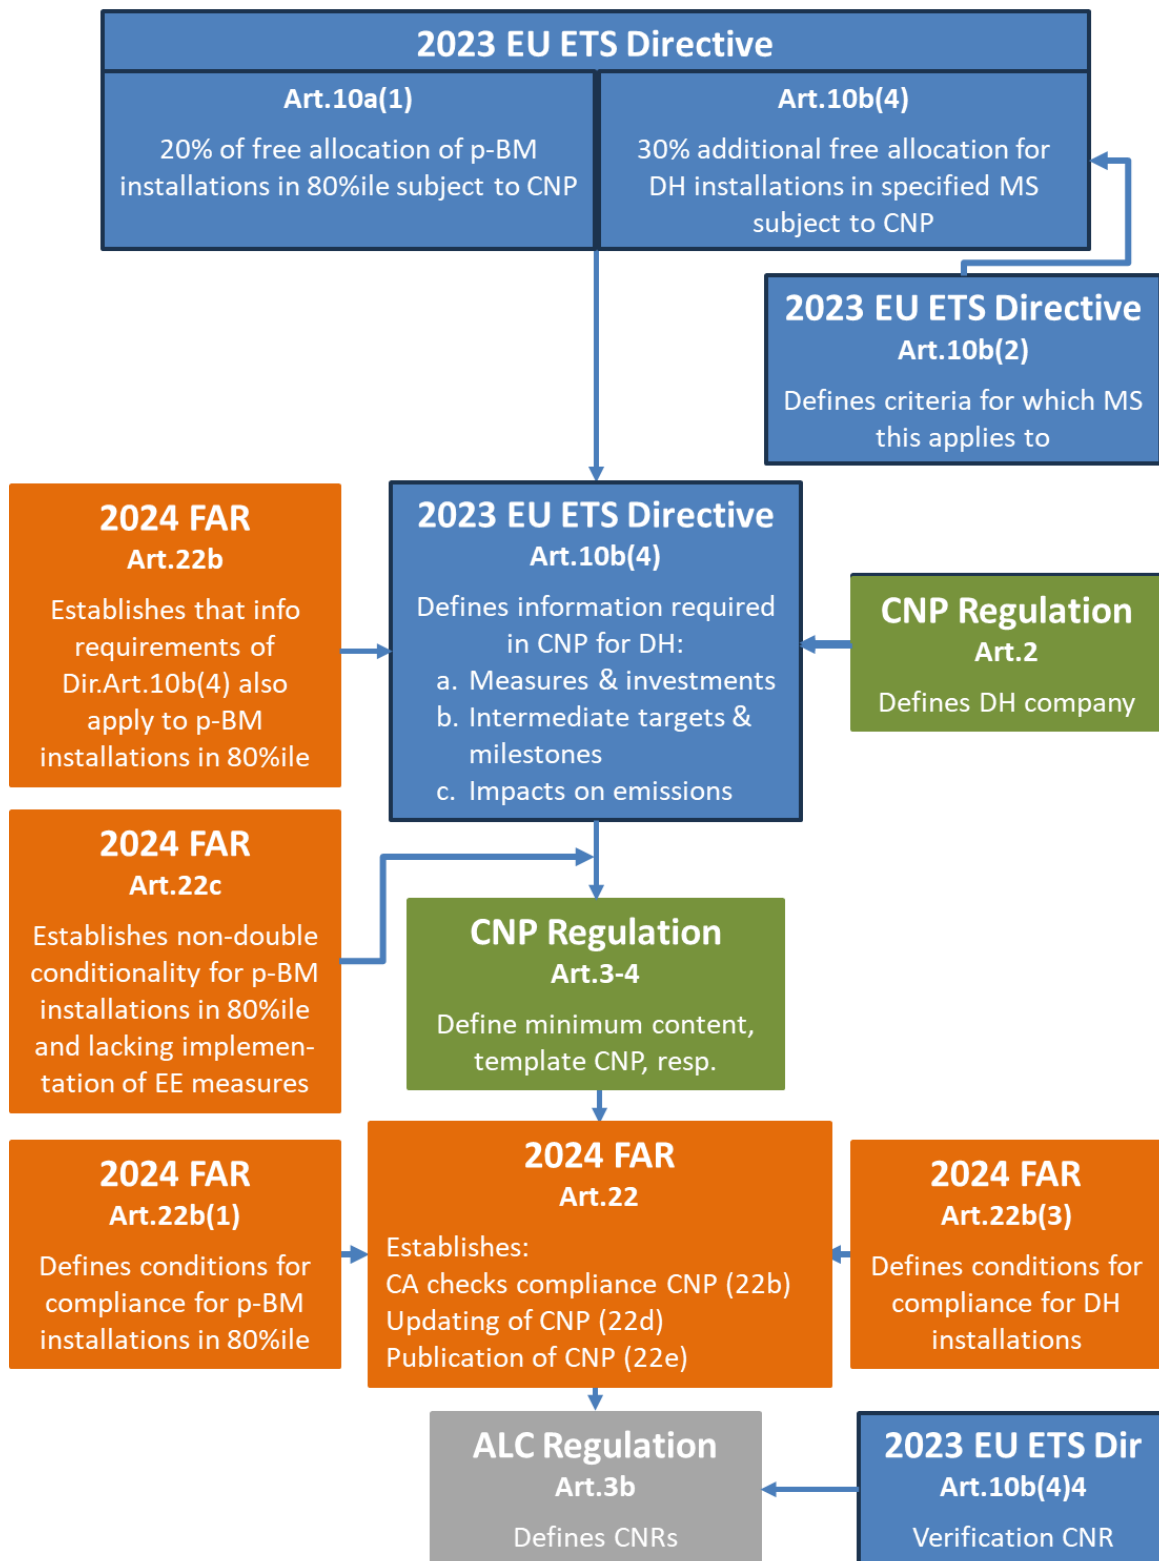 2023 EU ETS Directive
Art.10a(1)
20% of free allocation of p-BM
installations in 80%ile subject to CNP
Art.10b(4)
30% additional free allocation for
DH installations in specified MS
subject to CNP
2023 EU ETS Directive
Art.10b(2)
Defines criteria for which MS
this applies to
2024 FAR
Art.22b
Establishes that info
requirements of
Dir.Art.10b(4) also
apply to p-BM
installations in 80%ile
2023 EU ETS Directive
Art.10b(4)
Defines information required
in CNP for DH:
a. Measures & investments
b. Intermediate targets &
milestones
c. Impacts on emissions
CNP Regulation
Art.2
Defines DH company
2024 FAR
Art.22c
Establishes non-double
conditionality for p-BM
installations in 80%ile
and lacking implemen-
tation of EE measures
CNP Regulation
Art.3-4
Define minimum content,
template CNP, resp.
2024 FAR
Art.22b(1)
Defines conditions for
compliance for p-BM
installations in 80%ile
2024 FAR
Art.22
Establishes:
CA checks compliance CNP (22b)
Updating of CNP (22d)
Publication of CNP (22e)
2024 FAR
Art.22b(3)
Defines conditions for
compliance for DH
installations
ALC Regulation
Art.3b
Defines CNRs
2023 EU ETS Dir
Art.10b(4)4
Verification CNR